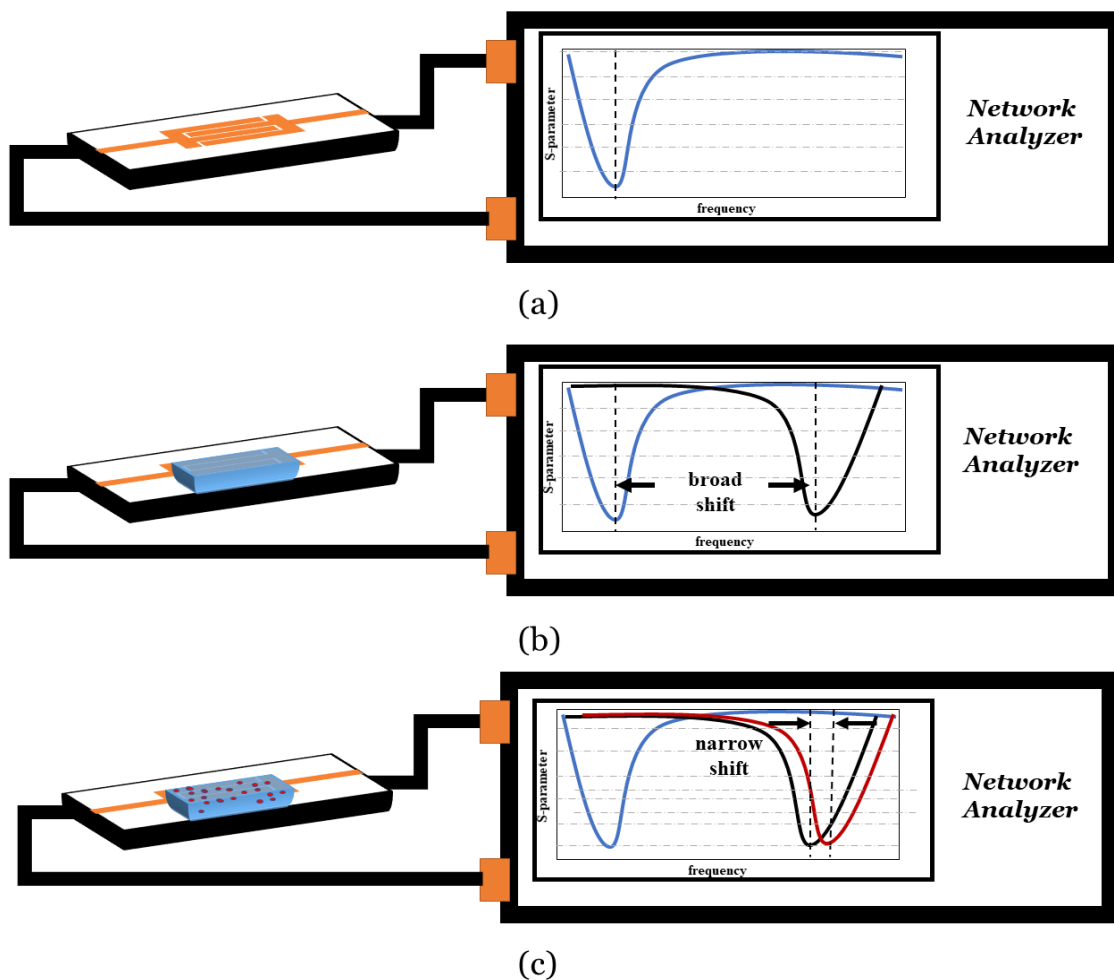 S-parameter
frequency
Network
Analyzer
(a)
S-parameter
broad
shift
frequency
Network
Analyzer
(b)
S-parameter
narrow
shift
frequency
Network
Analyzer
(c)